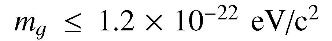 m_g ≤ 1.2 × 10^{−22} eV/c^2